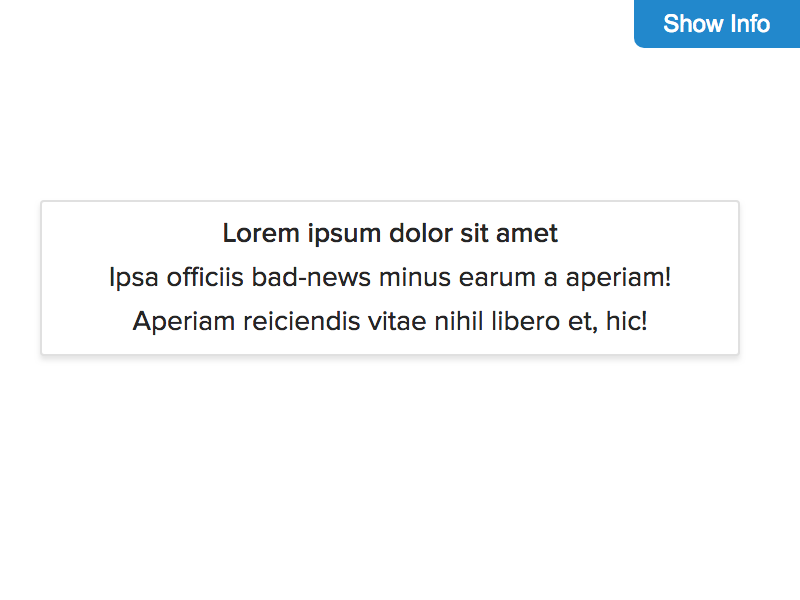 Show Info
Lorem ipsum dolor sit amet
Ipsa officiis bad-news minus earum a aperiam!
Aperiam reiciendis vitae nihil libero et, hic!